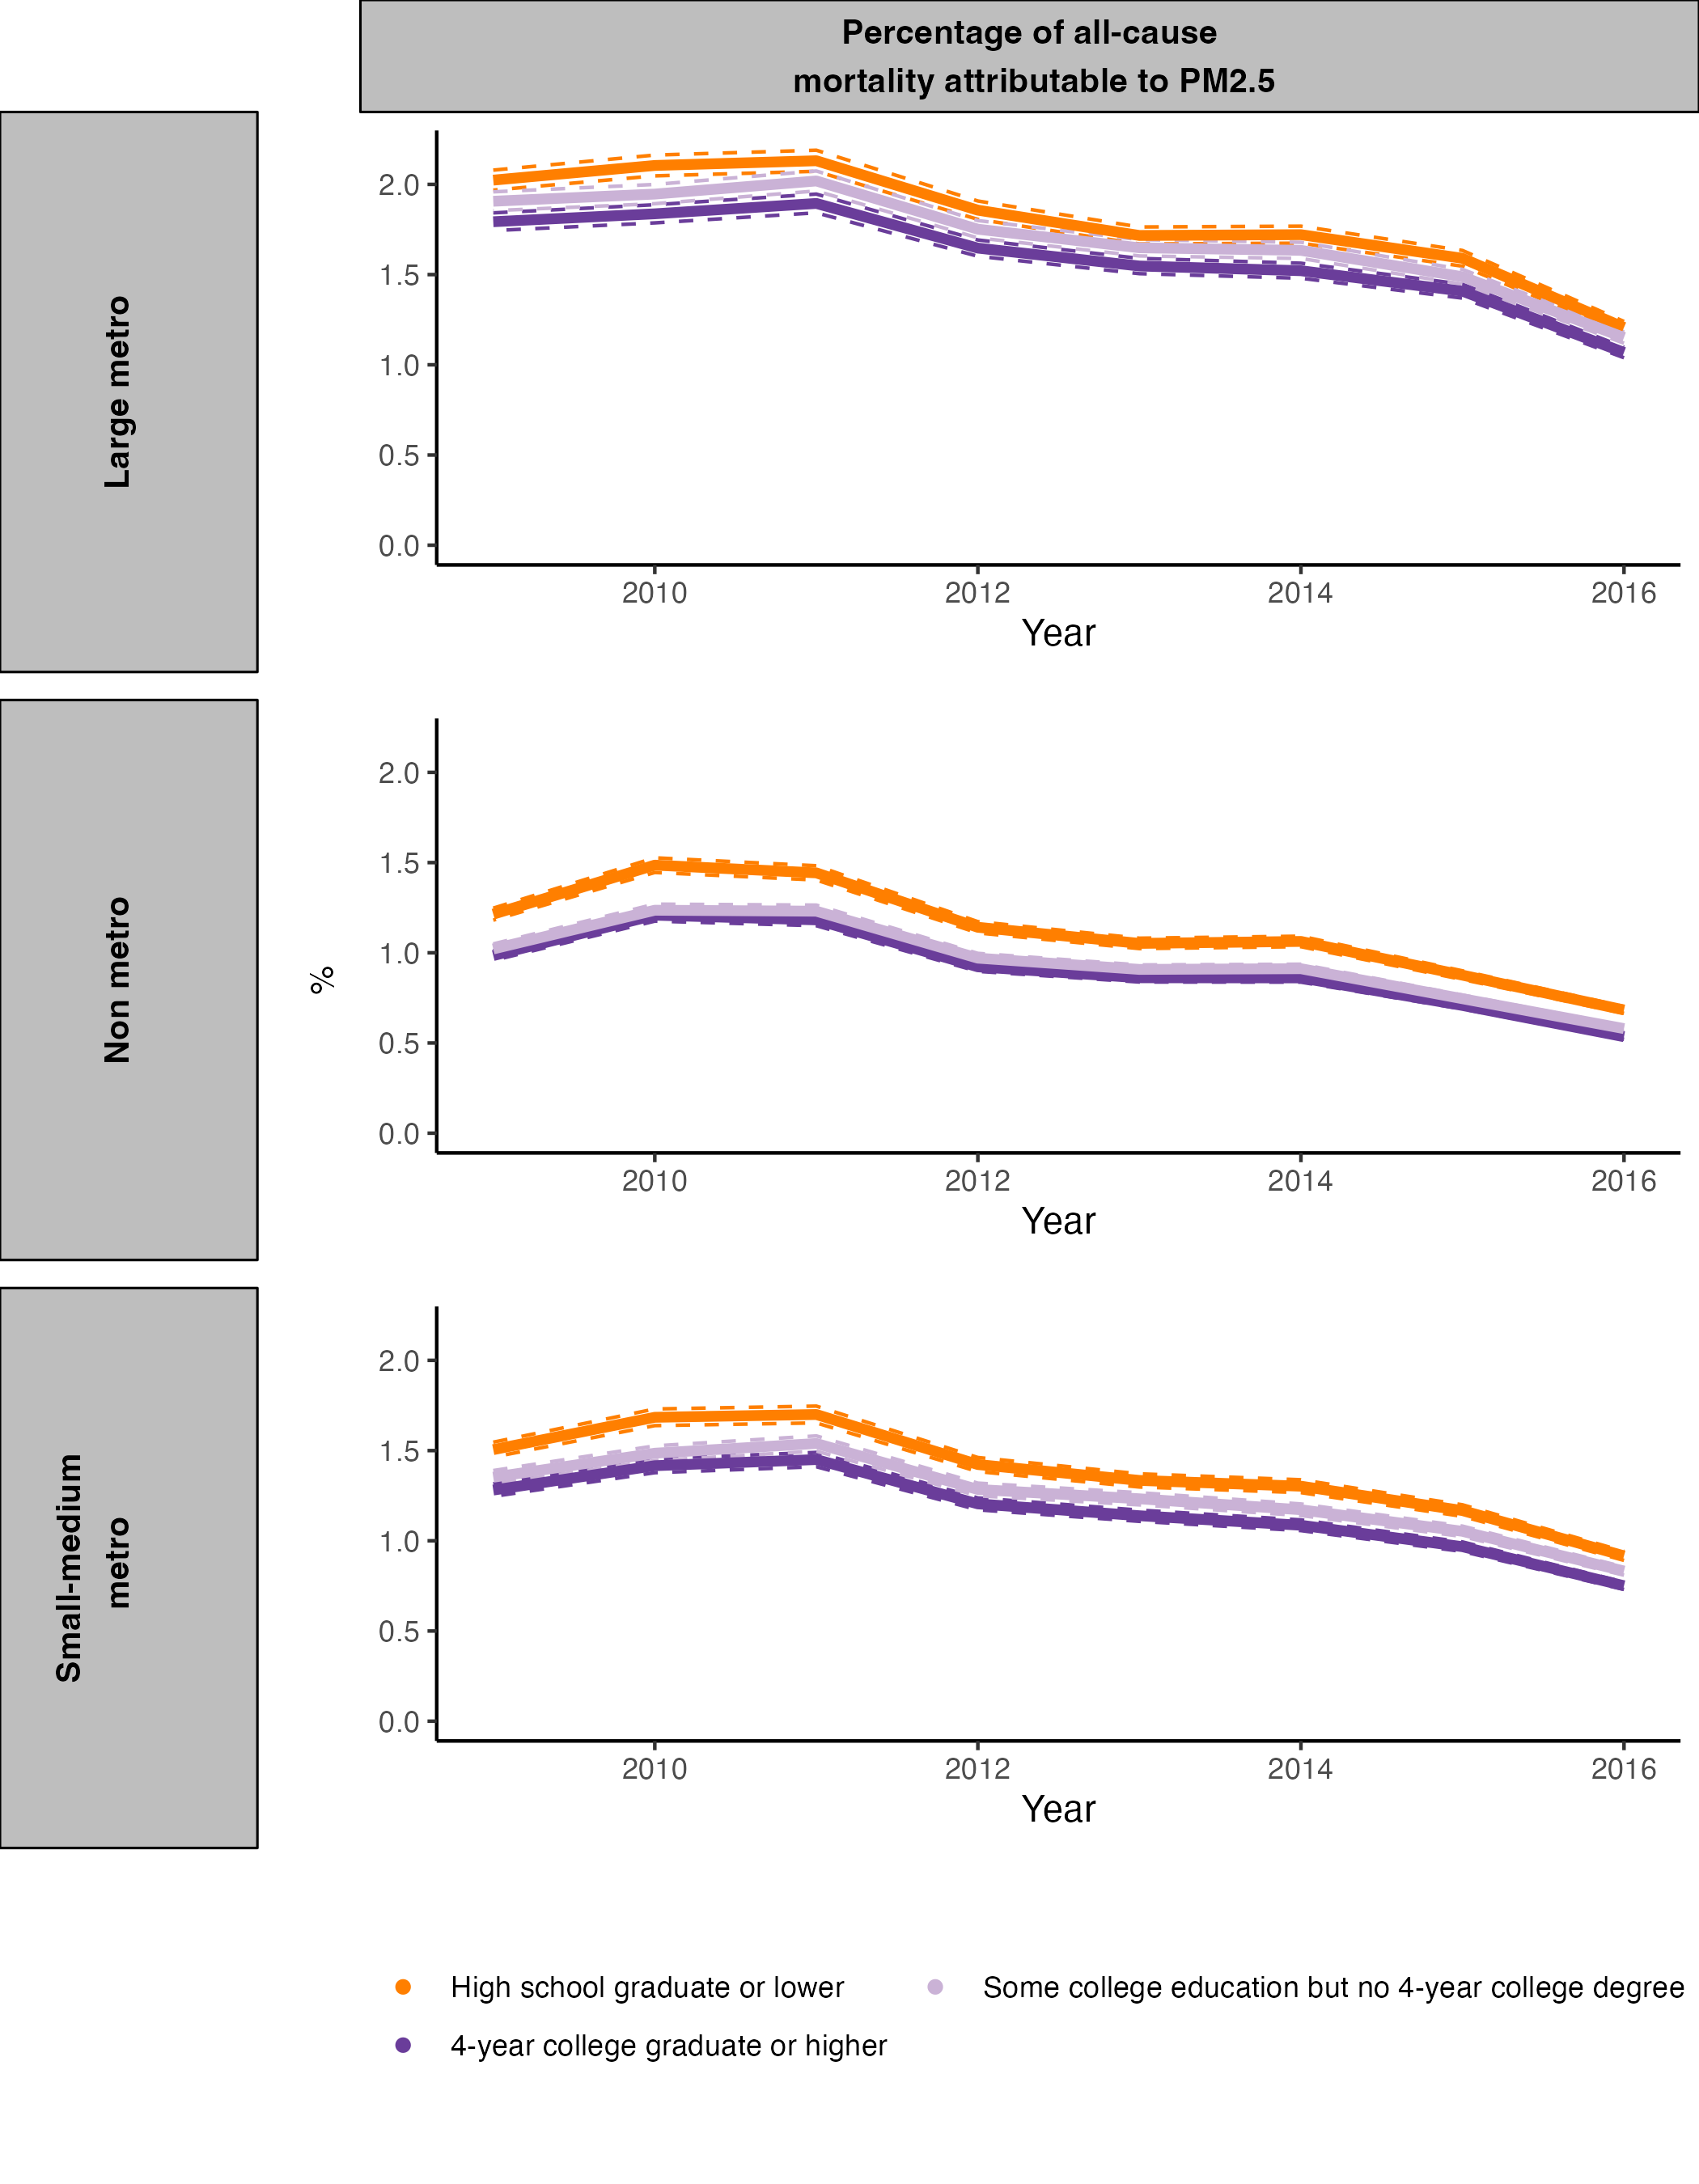 Percentage of all-cause
mortality attributable to PM2.5
Large metro
2.0
1.5
1.0
0.5
0.0
2010 2012 2014 2016
Year
Non metro
%
2.0
1.5
1.0
0.5
0.0
2010 2012 2014 2016
Year
Small-medium
metro
2.0
1.5
1.0
0.5
0.0
2010 2012 2014 2016
Year
High school graduate or lower Some college education but no 4-year college degree
4-year college graduate or higher